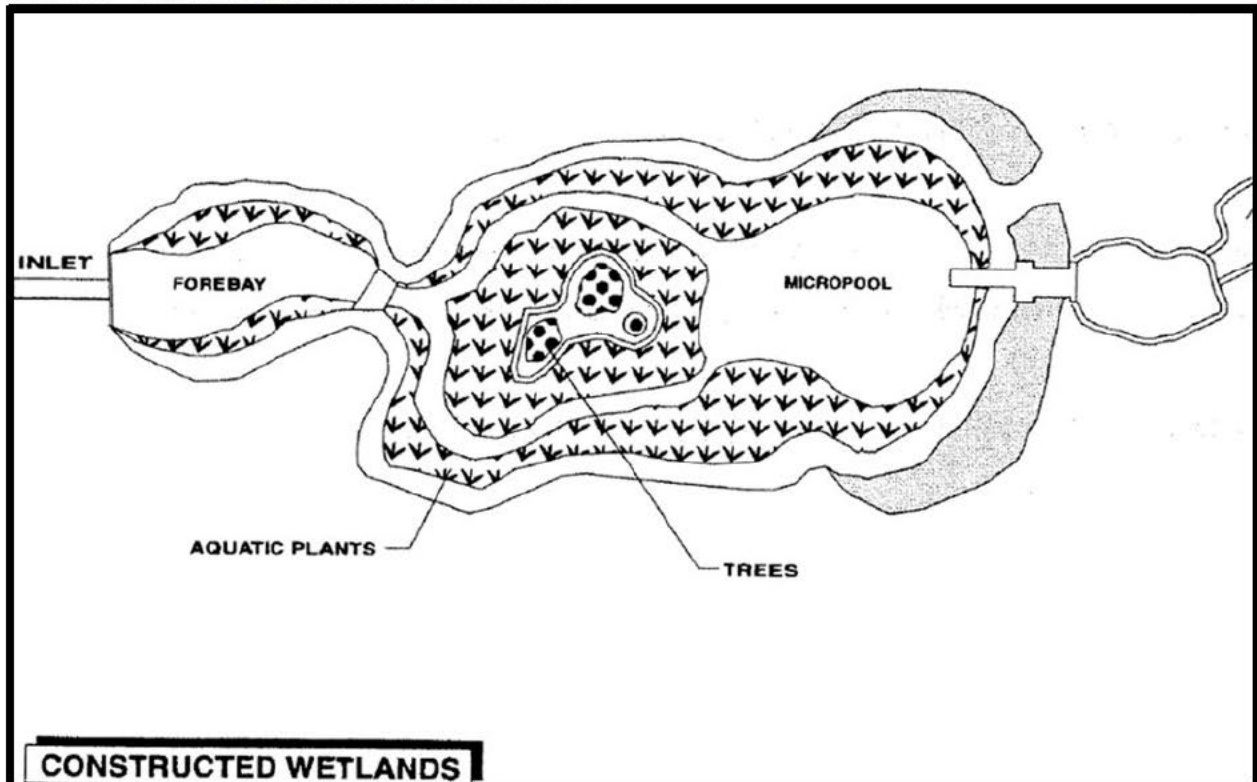 INLET
FOREBAY
MICROPOOL
AQUATIC PLANTS
TREES
CONSTRUCTED WETLANDS